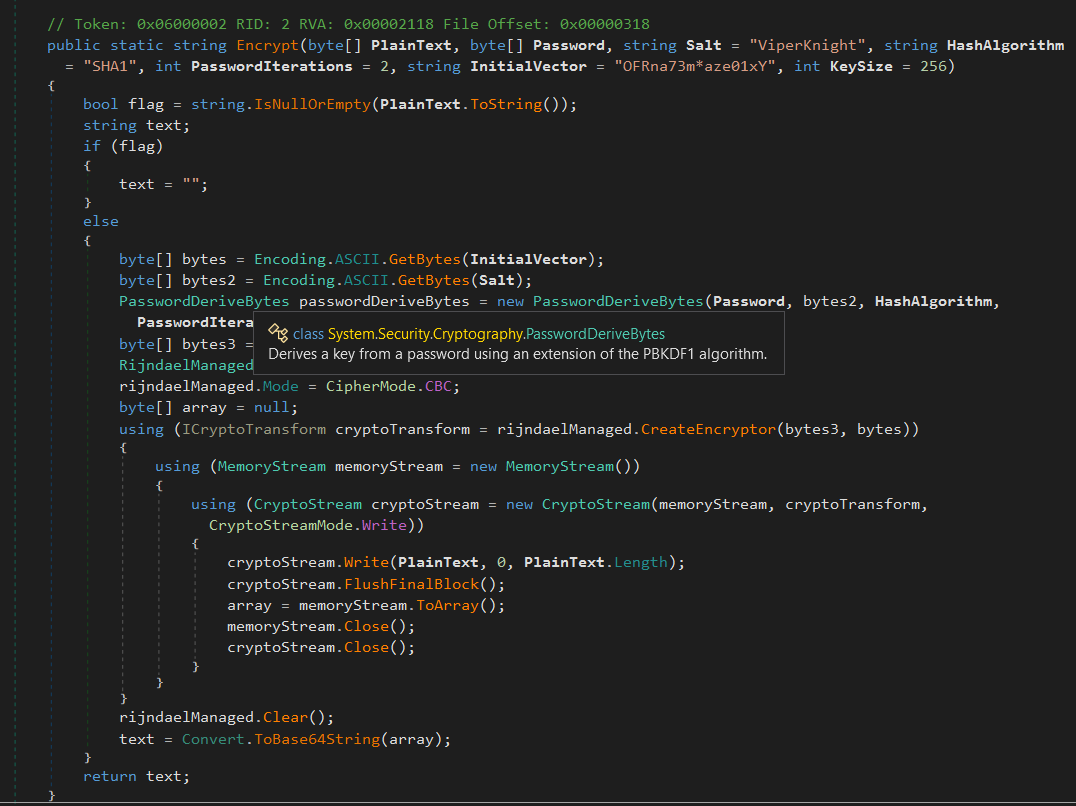 // Token: 0x06000002 RID: 2 RVA: 0x00002118 File Offset: 0x00000318
public static string Encrypt(byte[] PlainText, byte[] Password, string Salt = "ViperKnight", string HashAlgorithm
= "SHA1", int PasswordIterations = 2, string InitialVector = "OFRna73m*aze01xY", int KeySize = 256)
{
bool flag = string.IsNullOrEmpty(PlainText.ToString());
string text;
if (flag)
{
text = "";
}
else
{
byte[] bytes = Encoding.ASCII.GetBytes(InitialVector);
byte[] bytes2 = Encoding.ASCII.GetBytes(Salt);
PasswordDeriveBytes passwordDeriveBytes = new PasswordDeriveBytes(Password, bytes2, HashAlgorithm,
PasswordItera
class System.Security.Cryptography.PasswordDeriveBytes
byte[] bytes3 =
Derives a key from a password using an extension of the PBKDF1 algorithm.
RijndaelManaged
rijndaelManaged.Mode = CipherMode.CBC;
byte[] array = null;
using (ICryptoTransform cryptoTransform = rijndaelManaged.CreateEncryptor(bytes3, bytes))
{
using (MemoryStream memoryStream = new MemoryStream())
{
using (CryptoStream cryptoStream = new CryptoStream(memoryStream, cryptoTransform,
CryptoStreamMode.Write))
{
cryptoStream.Write(PlainText, 0, PlainText.Length);
cryptoStream.FlushFinalBlock();
array = memoryStream.ToArray();
memoryStream.Close();
cryptoStream.Close();
}
}
}
rijndaelManaged.Clear();
text = Convert.ToBase64String(array);
}
return text;
}